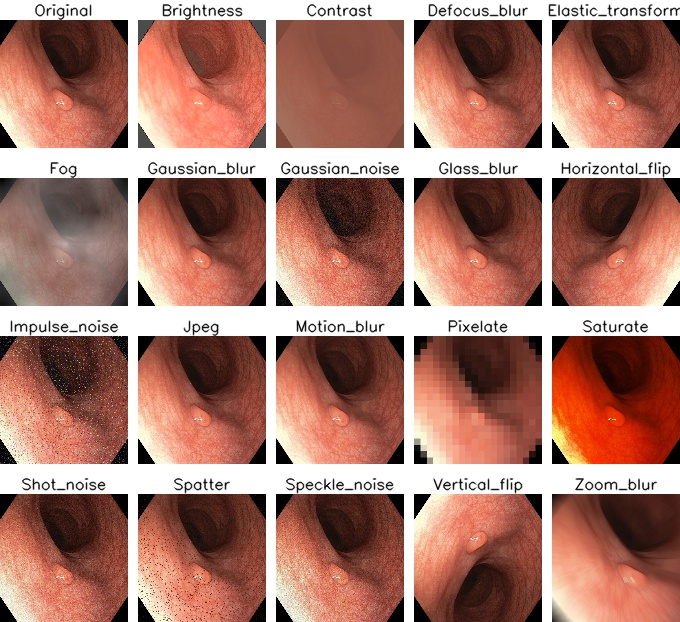 Original Brightness Contrast Defocus_blur Elastic_transform
Fog Gaussian_blur Gaussian_noise Glass_blur Horizontal_flip
Impulse_noise Jpeg Motion_blur Pixelate Saturate
Shot_noise Spatter Speckle_noise Vertical_flip Zoom_blur